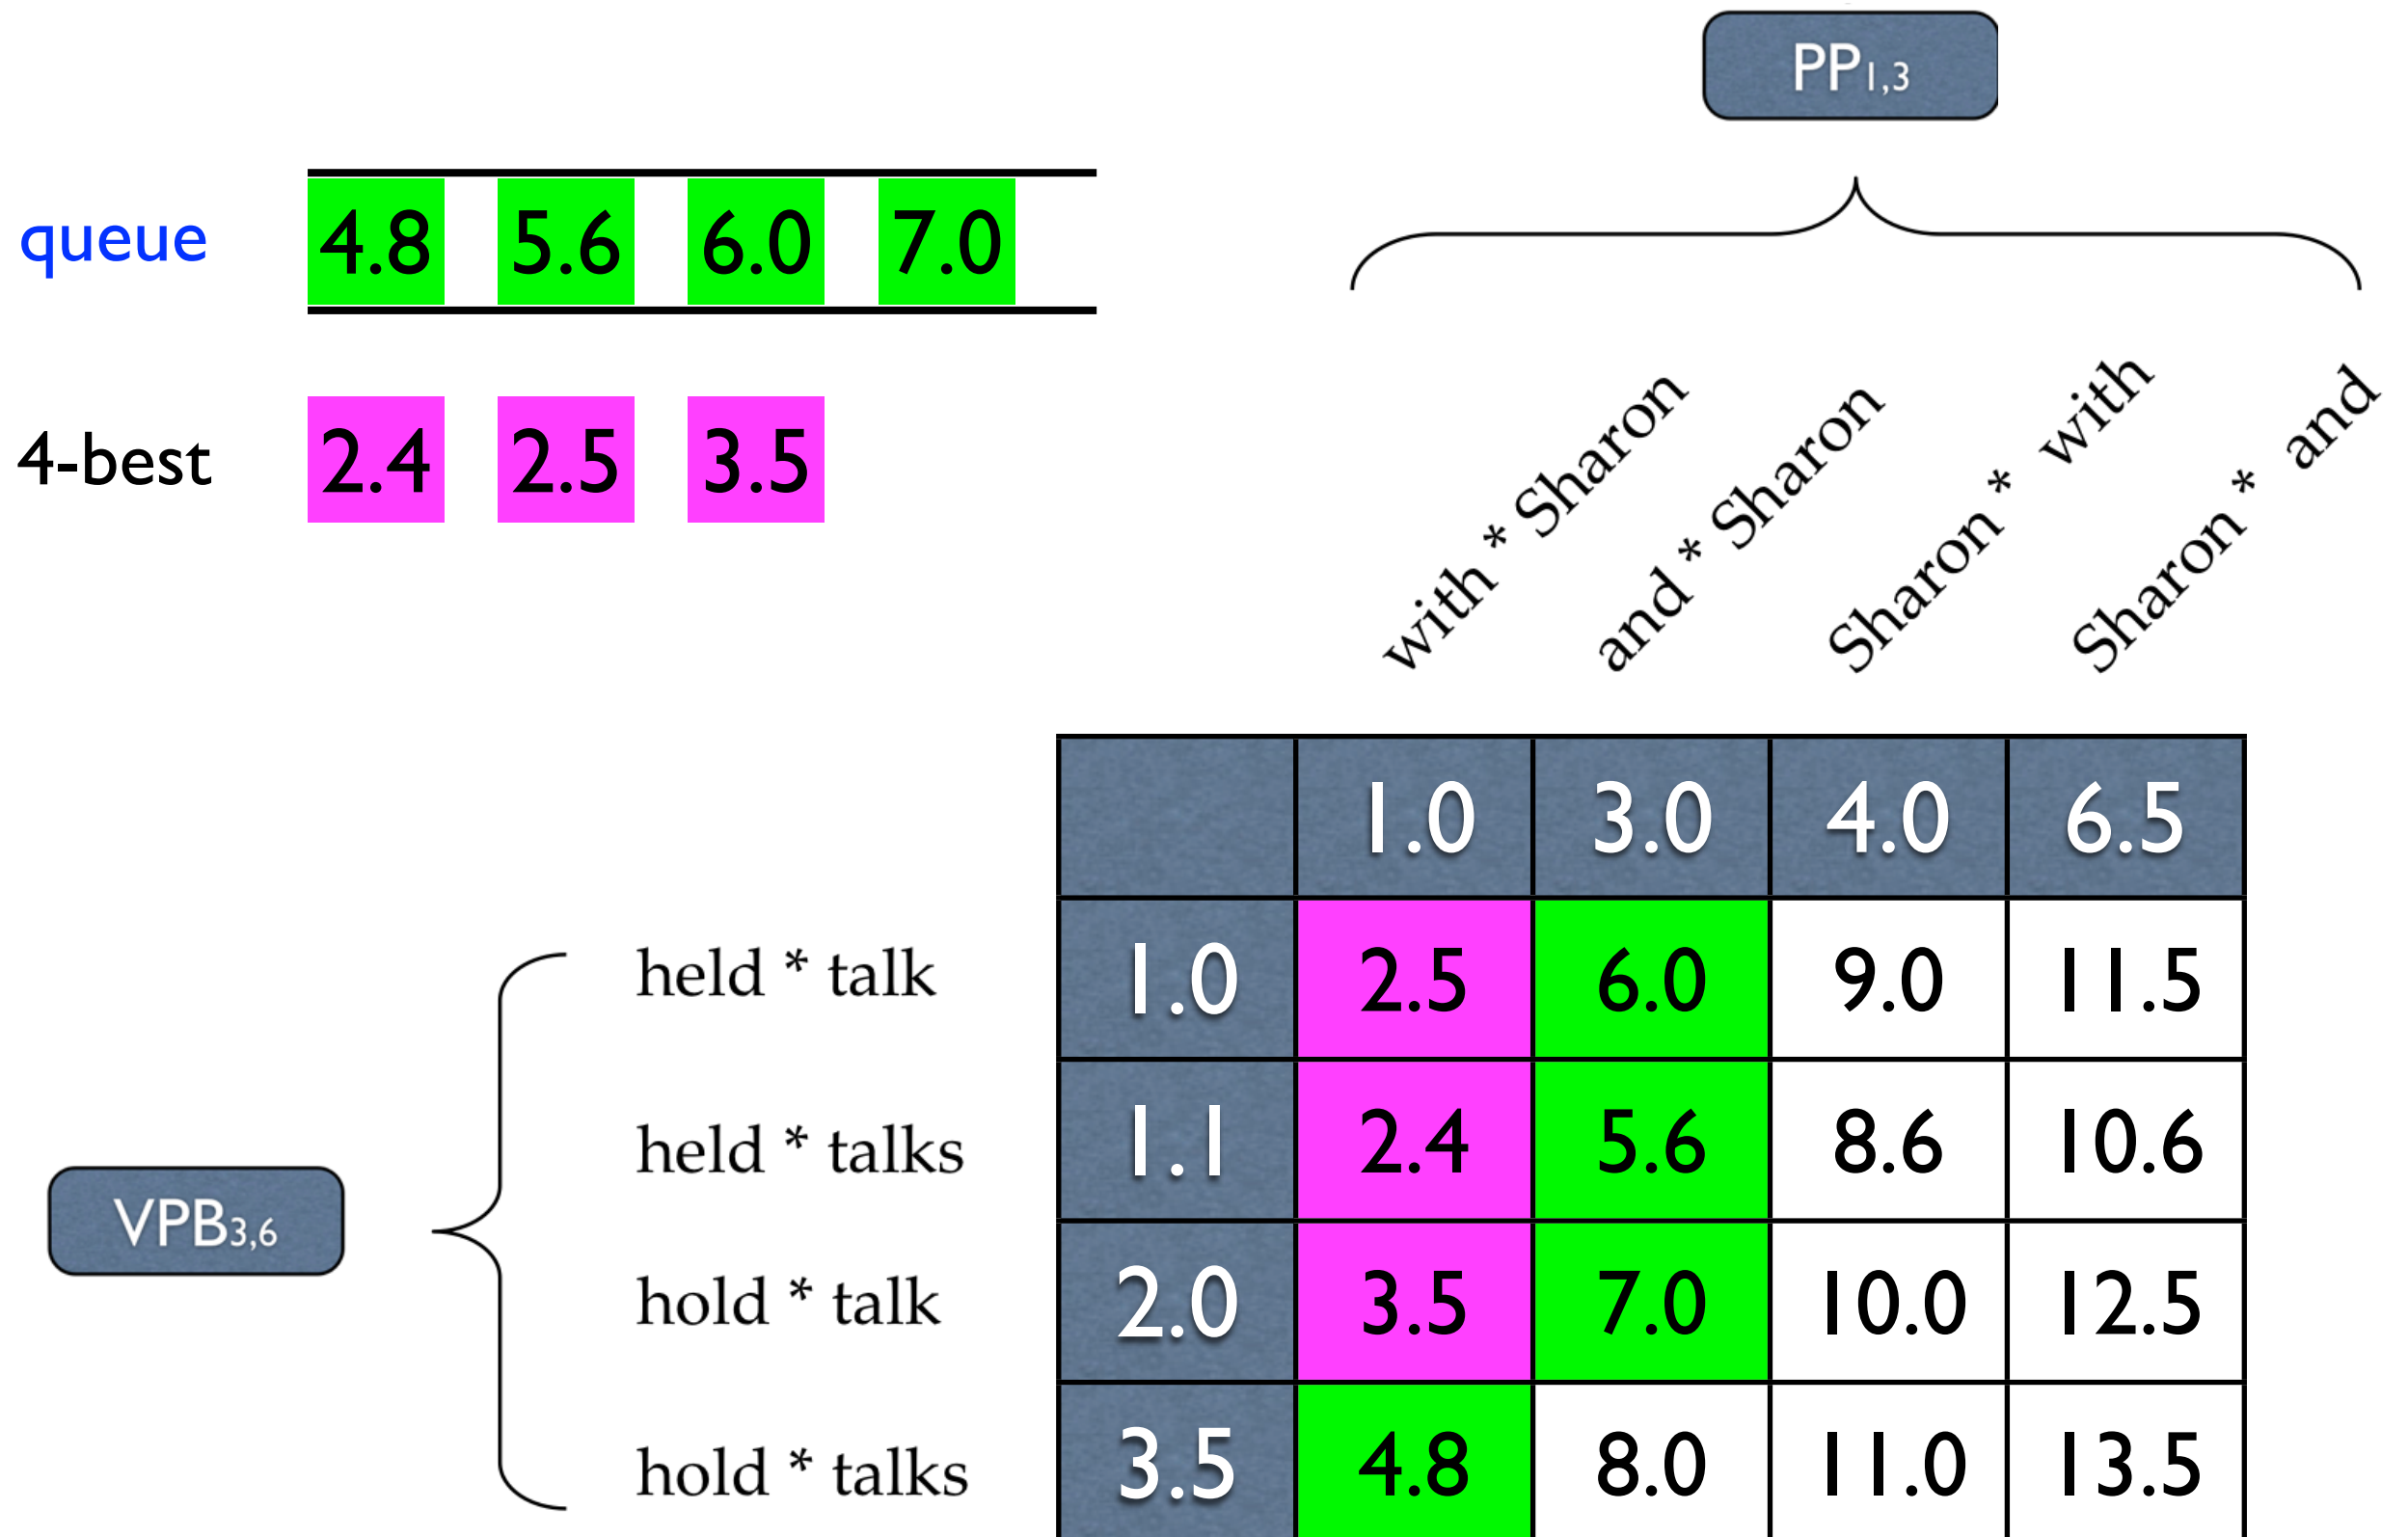 PP1,3
queue 4.8 5.6 6.0 7.0
4-best 2.4 2.5 3.5
with * Sharon
and * Sharon
Sharon * with
Sharon * and
1.0 3.0 4.0 6.5
held * talk 1.0 2.5 6.0 9.0 11.5
held * talks 1.1 2.4 5.6 8.6 10.6
VPB3,6
hold * talk 2.0 3.5 7.0 10.0 12.5
hold * talks 3.5 4.8 8.0 11.0 13.5